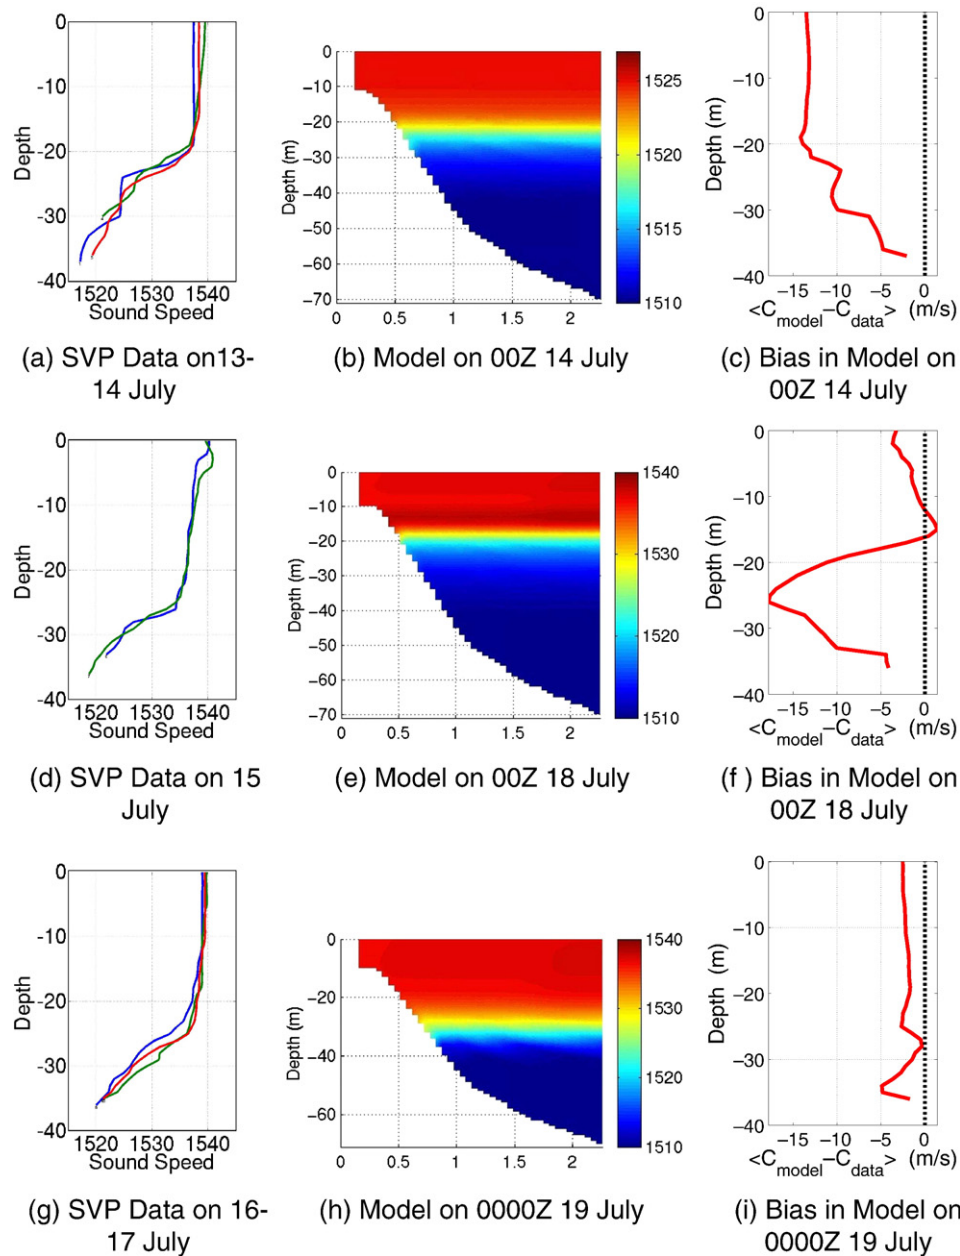 0
-10
-20
-30
-40
Depth
1520 1530 1540
Sound Speed
(a) SVP Data on13-
14 July
0
−10
−20
−30
−40
−50
−60
−70
Depth (m)
0 0.5 1 1.5 2
1525
1520
1515
1510
(b) Model on 00Z 14 July
0
−10
−20
−30
−40
Depth (m)
−15 −10 −5 0
<Cmodel−Cdata> (m/s)
(c) Bias in Model on
00Z 14 July
0
-10
-20
-30
-40
Depth
1520 1530 1540
Sound Speed
(d) SVP Data on 15
July
0
−10
−20
−30
−40
−50
−60
−70
Depth (m)
0 0.5 1 1.5 2
1540
1530
1520
1510
(e) Model on 00Z 18 July
0
−10
−20
−30
−40
Depth (m)
−15 −10 −5 0
<Cmodel−Cdata> (m/s)
(f ) Bias in Model on
00Z 18 July
0
-10
-20
-30
-40
Depth
1520 1530 1540
Sound Speed
(g) SVP Data on 16-
17 July
0
−20
−40
−60
Depth (m)
0 0.5 1 1.5 2
1540
1530
1520
1510
(h) Model on 0000Z 19 July
0
−10
−20
−30
−40
Depth (m)
−15 −10 −5 0
<Cmodel−Cdata> (m/s)
(i) Bias in Model on
0000Z 19 July